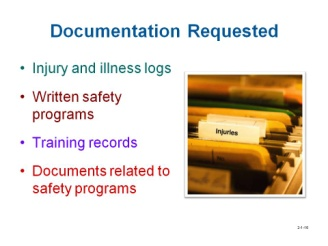 Documentation Requested
• Injury and illness logs
• Written safety
programs
• Training records
• Documents related to
safety programs
Injuries